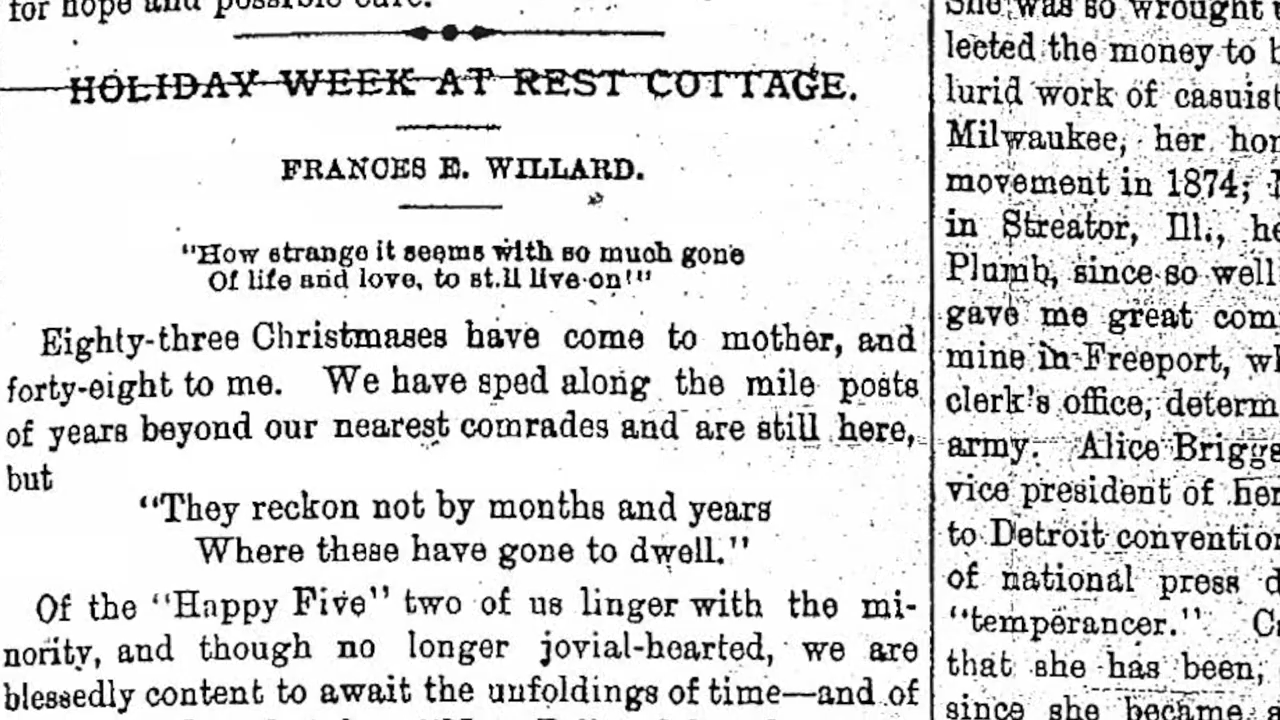 for hope and possible cure.
HOLIDAY WEEK AT REST COTTAGE.
FRANCES E. WILLARD.
"How strange it seems with so much gone
Of life and love, to still live on!"
Eighty-three Christmases have come to mother, and
forty-eight to me. We have sped along the mile posts
of years beyond our nearest comrades and are still here,
but
"They reckon not by months and years
Where these have gone to dwell."
Of the "Happy Five" two of us linger with the mi-
nority, and though no longer jovial-hearted, we are
blessedly content to await the unfoldings of time—and of
She was so wrought
lected the money to
lurid work of casuist
Milwaukee, her
movement in 1874;
in Streator, Ill.,
Plumb, since so well
gave me great
mine in Freeport,
clerk's office,
army. Alice Briggs
vice president of her
to Detroit convention
of national press
"temperancer."
that she has been,
since she became